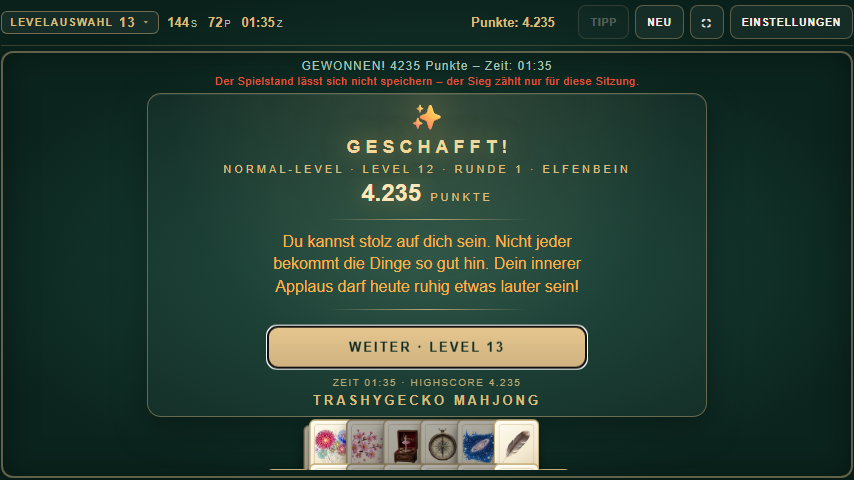 LEVELAUSWAHL 13 144S 72P 01:35Z Punkte: 4.235 TIPP NEU EINSTELLUNGEN
GEWONNEN! 4235 Punkte – Zeit: 01:35
Der Spielstand lässt sich nicht speichern – der Sieg zählt nur für diese Sitzung.
GESCHAFFT!
NORMAL-LEVEL · LEVEL 12 · RUNDE 1 · ELFENBEIN
4.235 PUNKTE
Du kannst stolz auf dich sein. Nicht jeder
bekommt die Dinge so gut hin. Dein innerer
Applaus darf heute ruhig etwas lauter sein!
WEITER · LEVEL 13
ZEIT 01:35 · HIGHSCORE 4.235
TRASHYGECKO MAHJONG